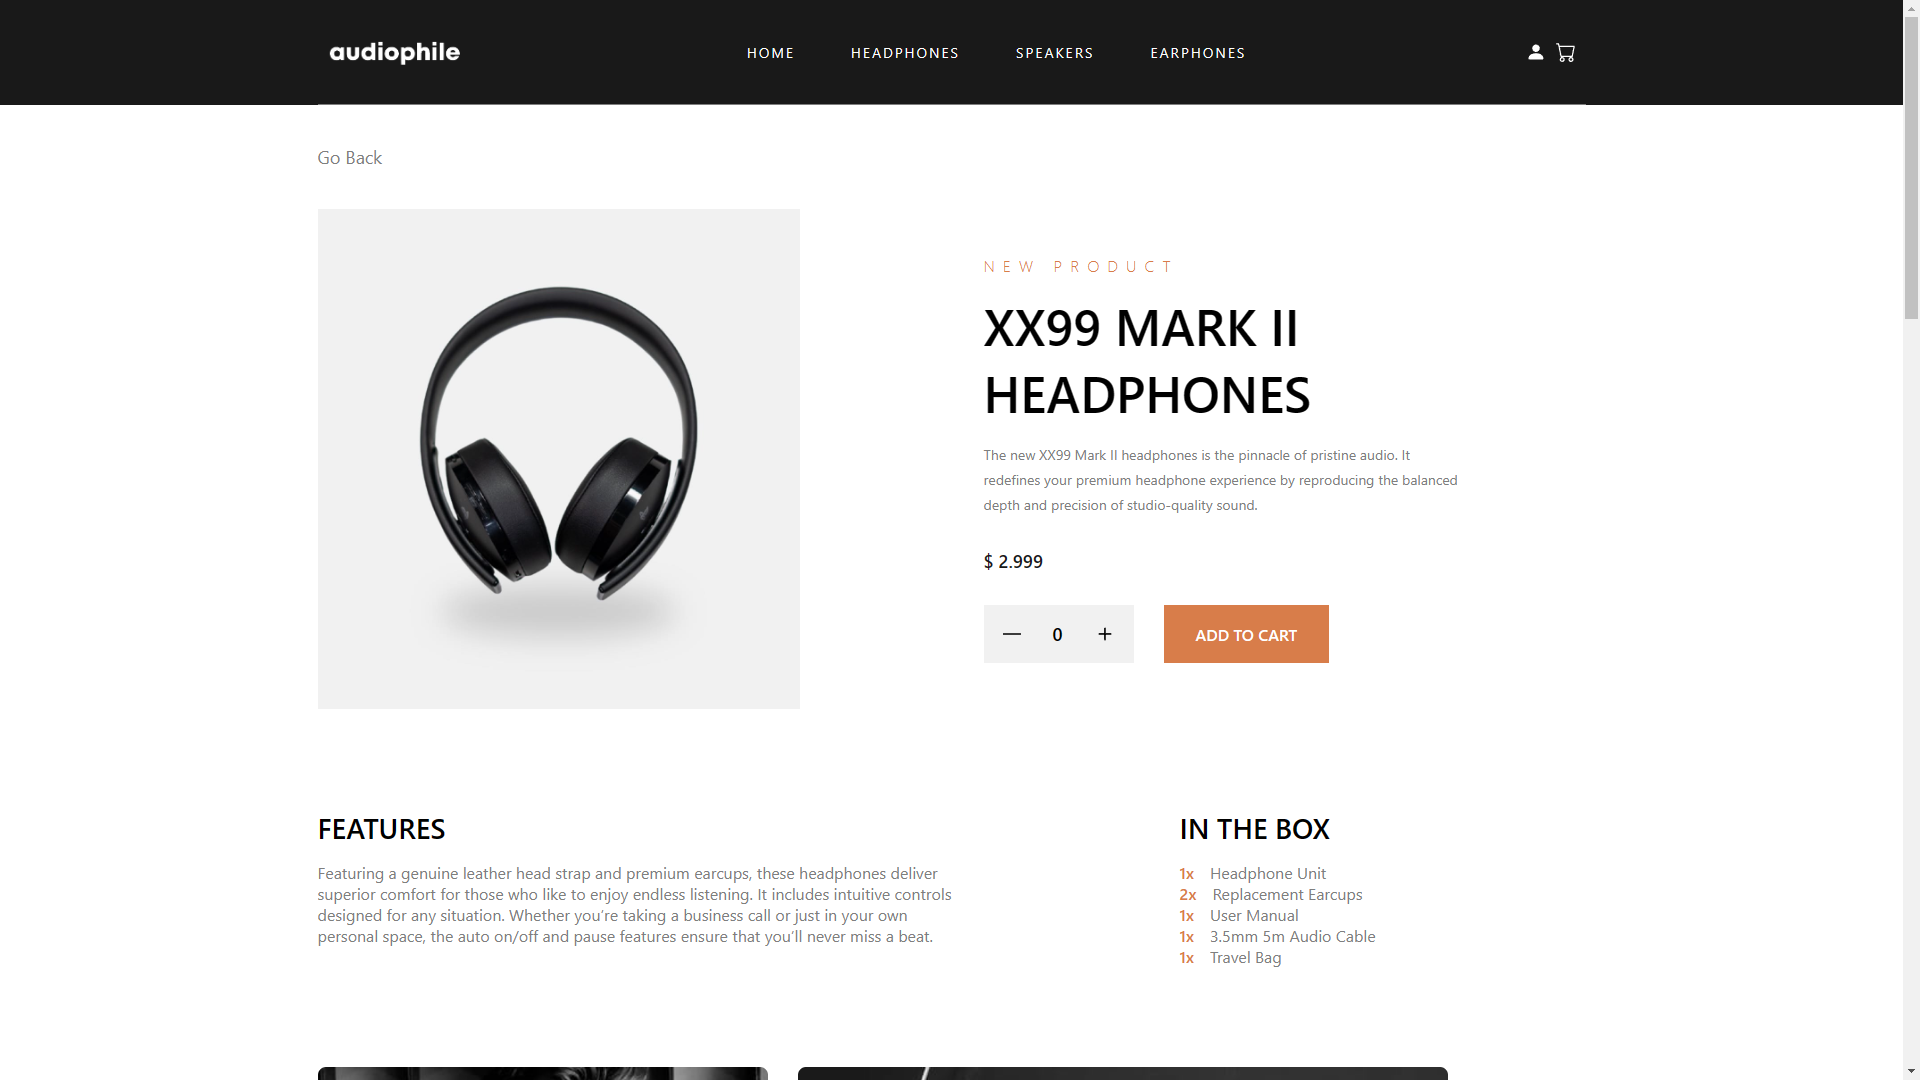 audiophile
HOME HEADPHONES SPEAKERS EARPHONES
Go Back
NEW PRODUCT
XX99 MARK II
HEADPHONES
The new XX99 Mark II headphones is the pinnacle of pristine audio. It
redefines your premium headphone experience by reproducing the balanced
depth and precision of studio-quality sound.
$ 2.999
— 0 +
ADD TO CART
FEATURES
Featuring a genuine leather head strap and premium earcups, these headphones deliver
superior comfort for those who like to enjoy endless listening. It includes intuitive controls
designed for any situation. Whether you’re taking a business call or just in your own
personal space, the auto on/off and pause features ensure that you’ll never miss a beat.
IN THE BOX
1x Headphone Unit
2x Replacement Earcups
1x User Manual
1x 3.5mm 5m Audio Cable
1x Travel Bag